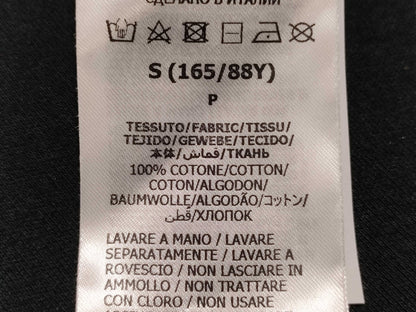 СДЕЛАНО В ИТАЛИИ
S (165/88Y)
P
TESSUTO/FABRIC/TISSU/
TEJIDO/GEWEBE/TECIDO/
本体/قماش/ТКАНЬ
100% COTONE/COTTON/
COTON/ALGODON/
BAUMWOLLE/ALGODÃO/コットン/
قطن/ХЛОПОК
LAVARE A MANO / LAVARE
SEPARATAMENTE / LAVARE A
ROVESCIO / NON LASCIARE IN
AMMOLLO / NON TRATTARE
CON CLORO / NON USARE